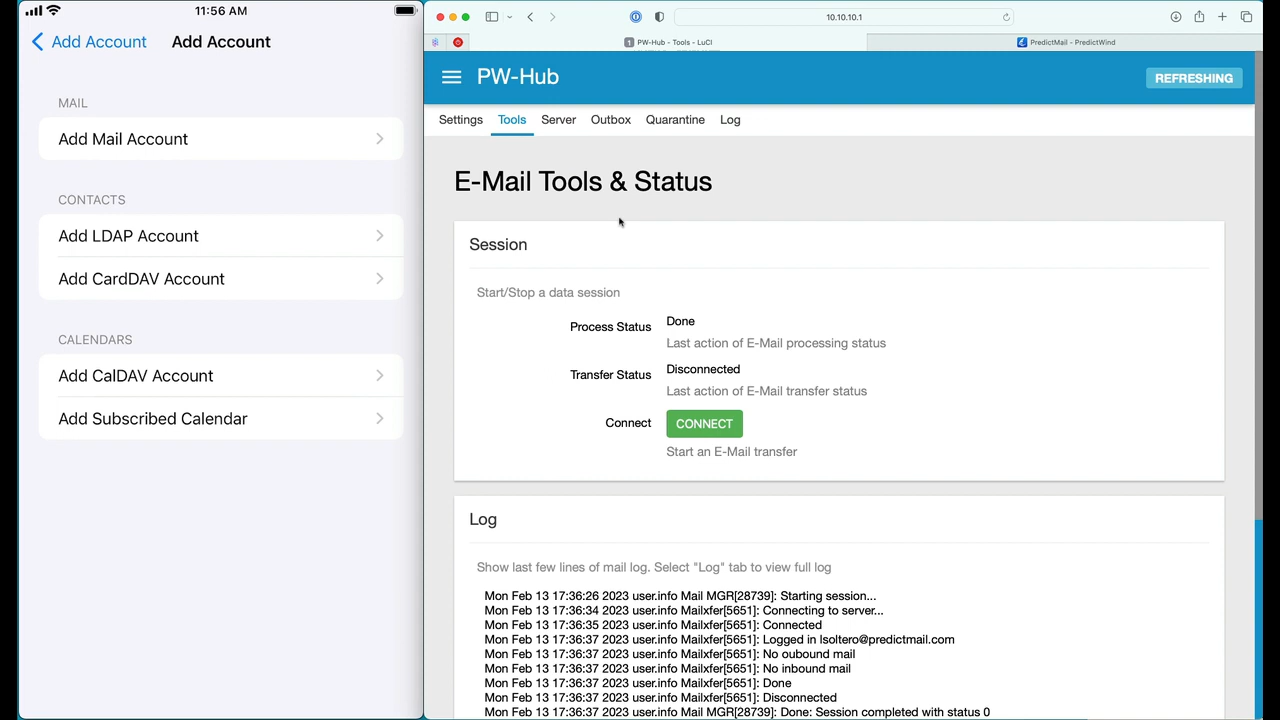 11:56 AM
Add Account
Add Account
MAIL
Add Mail Account
CONTACTS
Add LDAP Account
Add CardDAV Account
CALENDARS
Add CalDAV Account
Add Subscribed Calendar
10.10.10.1
1 PW-Hub - Tools - LuCI
PredictMail - PredictWind
PW-Hub
REFRESHING
Settings Tools Server Outbox Quarantine Log
E-Mail Tools & Status
Session
Start/Stop a data session
Process Status Done
Last action of E-Mail processing status
Transfer Status Disconnected
Last action of E-Mail transfer status
Connect CONNECT
Start an E-Mail transfer
Log
Show last few lines of mail log. Select "Log" tab to view full log
Mon Feb 13 17:36:26 2023 user.info Mail MGR[28739]: Starting session...
Mon Feb 13 17:36:34 2023 user.info Mailxfer[5651]: Connecting to server...
Mon Feb 13 17:36:35 2023 user.info Mailxfer[5651]: Connected
Mon Feb 13 17:36:37 2023 user.info Mailxfer[5651]: Logged in lsoltero@predictmail.com
Mon Feb 13 17:36:37 2023 user.info Mailxfer[5651]: No oubound mail
Mon Feb 13 17:36:37 2023 user.info Mailxfer[5651]: No inbound mail
Mon Feb 13 17:36:37 2023 user.info Mailxfer[5651]: Done
Mon Feb 13 17:36:37 2023 user.info Mailxfer[5651]: Disconnected
Mon Feb 13 17:36:37 2023 user.info Mail MGR[28739]: Done: Session completed with status 0